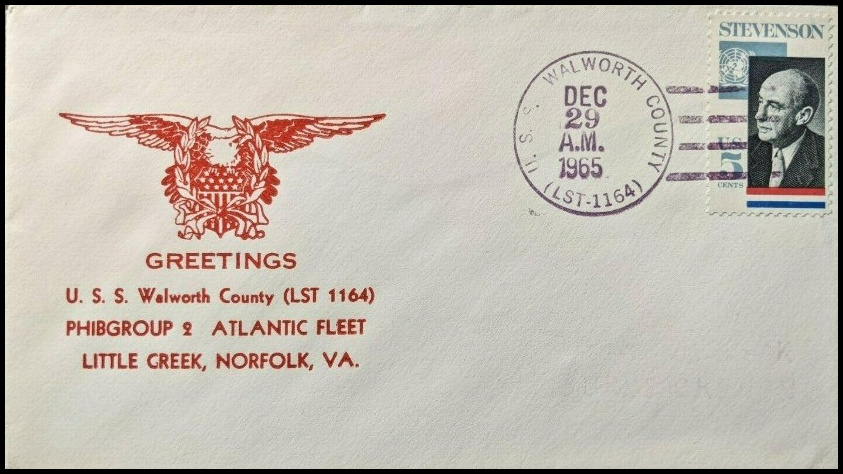 STEVENSON
U.S.
5
CENTS
U. S. S. WALWORTH COUNTY
DEC
29
A.M.
1965
(LST-1164)
GREETINGS
U. S. S. Walworth County (LST 1164)
PHIBGROUP 2 ATLANTIC FLEET
LITTLE CREEK, NORFOLK, VA.